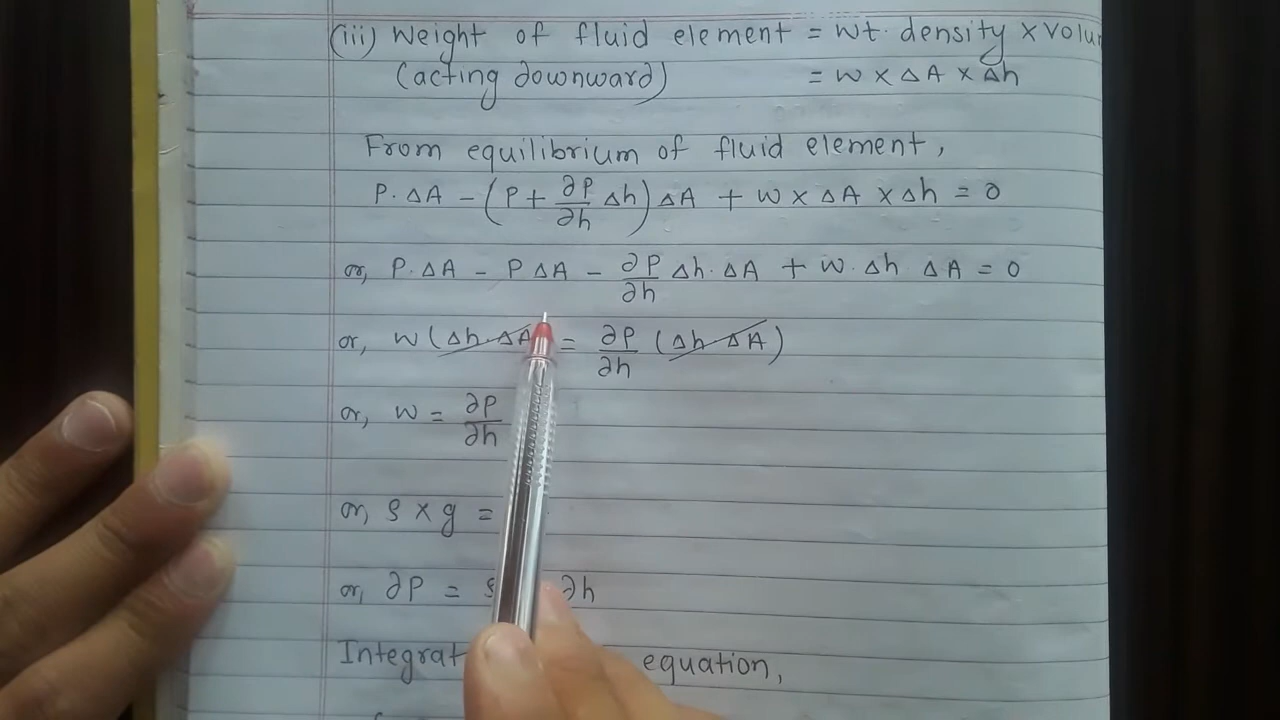 (iii) Weight of fluid element = wt. density × volu
(acting downward) = w × ΔA × Δh
From equilibrium of fluid element,
P. ΔA - (P + ∂P/∂h Δh) ΔA + w × ΔA × Δh = 0
or, P. ΔA - P ΔA - ∂P/∂h Δh. ΔA + w. Δh ΔA = 0
or, w (Δh. ΔA = ∂P/∂h (Δh ΔA)
or, w = ∂P/∂h
or, ρ × g =
or, ∂P = ∂h
Integrat equation,